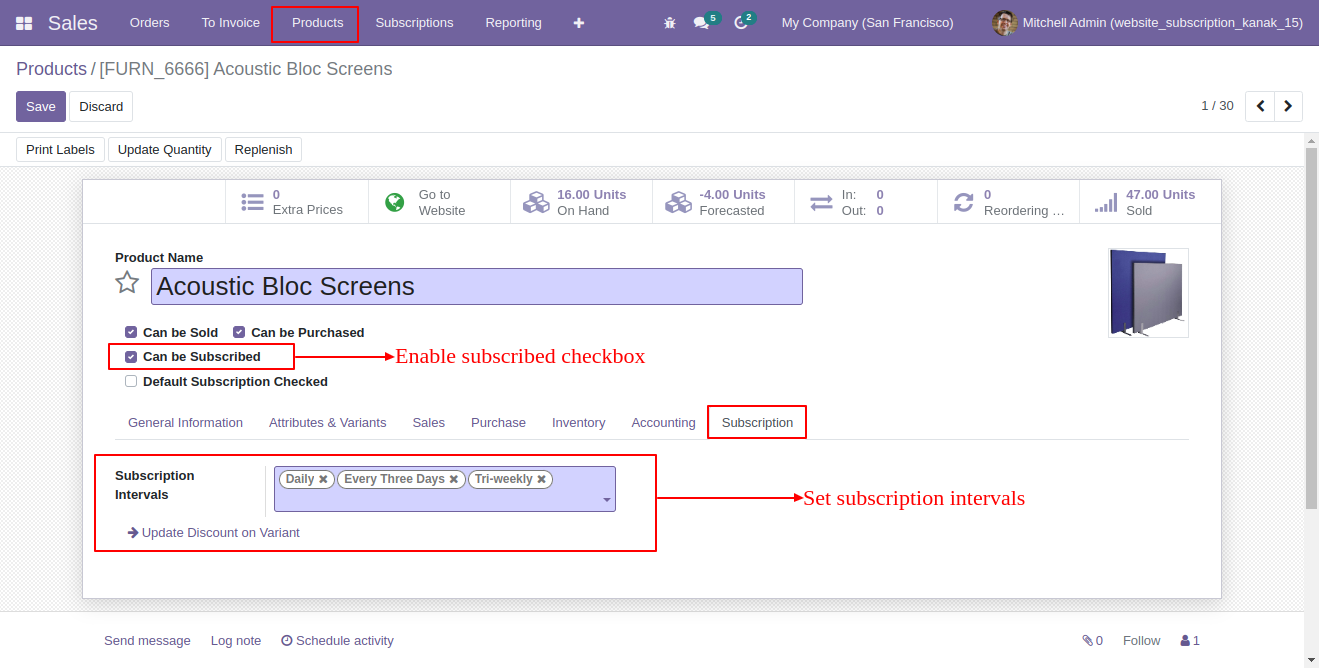 Sales Orders To Invoice Products Subscriptions Reporting 5 2 My Company (San Francisco) Mitchell Admin (website_subscription_kanak_15)
Products / [FURN_6666] Acoustic Bloc Screens
Save Discard 1 / 30
Print Labels Update Quantity Replenish
0 Extra Prices
Go to Website
16.00 Units On Hand
-4.00 Units Forecasted
In: 0 Out: 0
0 Reordering ...
47.00 Units Sold
Product Name
Acoustic Bloc Screens
Can be Sold Can be Purchased
Can be Subscribed Enable subscribed checkbox
Default Subscription Checked
General Information Attributes & Variants Sales Purchase Inventory Accounting Subscription
Subscription Intervals
Daily Every Three Days Tri-weekly
Set subscription intervals
Update Discount on Variant
Send message Log note Schedule activity 0 Follow 1